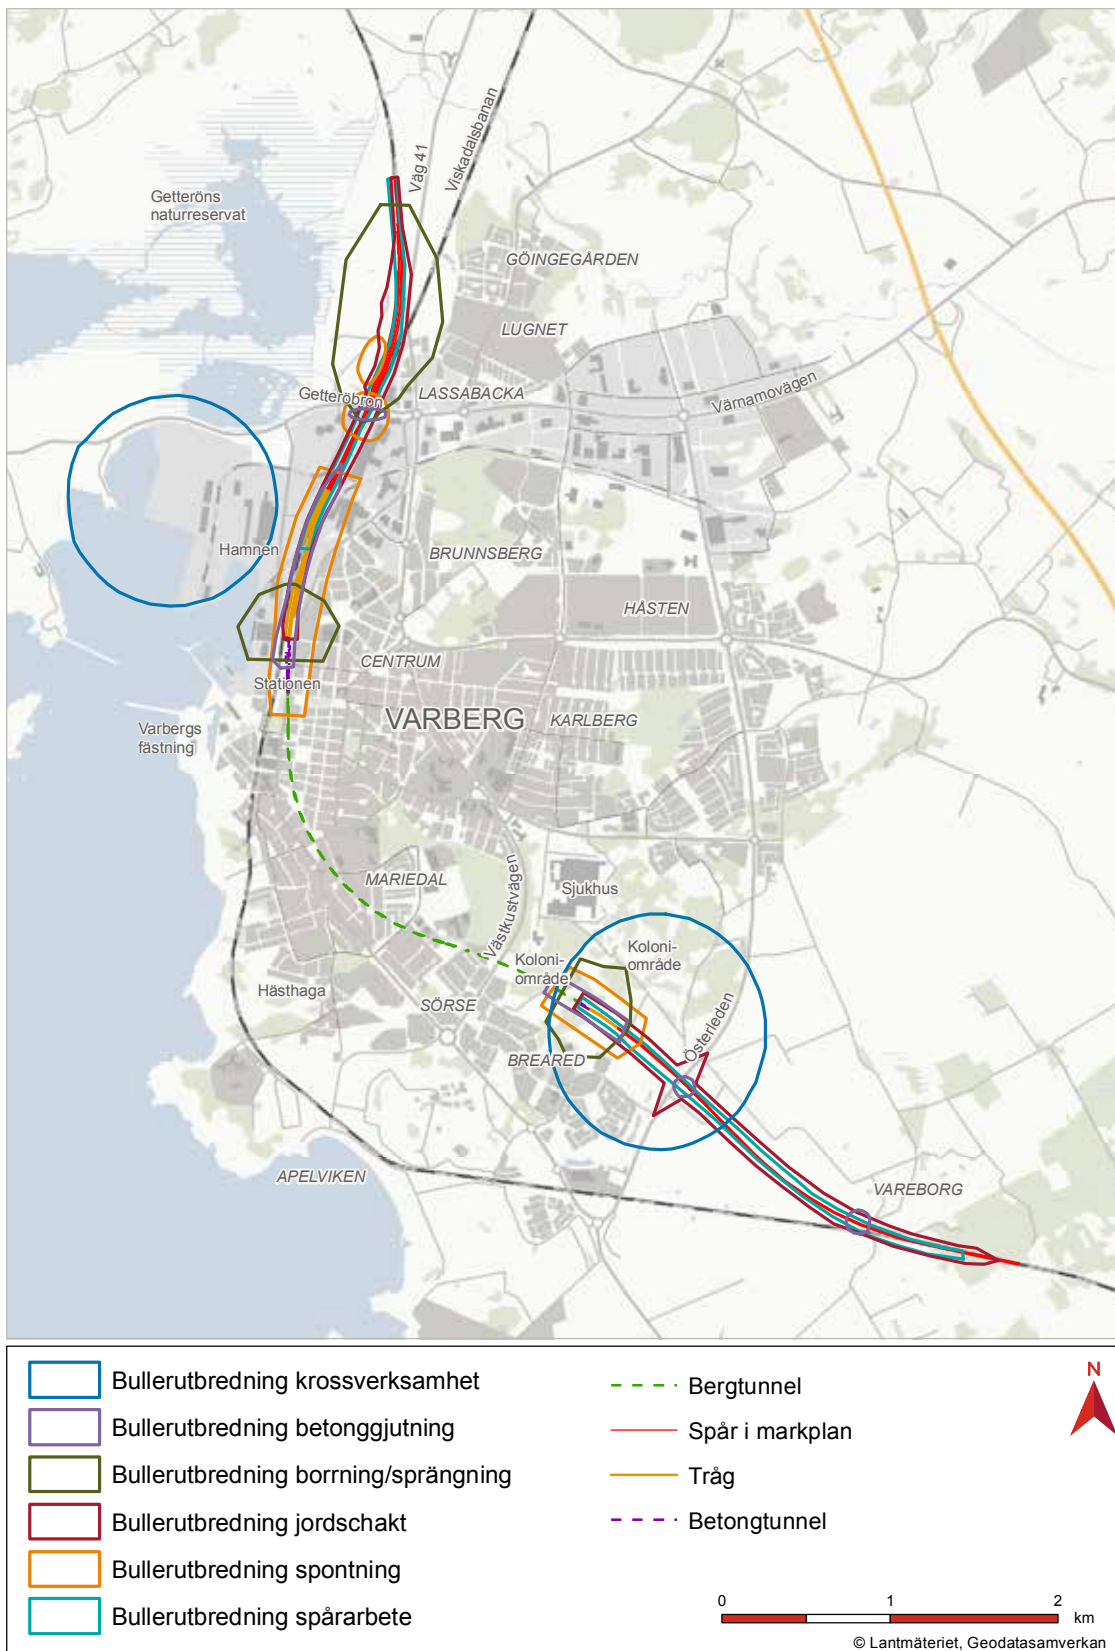 Väg 41
Viskadalsbanan
Getteröns
naturreservat
GÖINGEGÅRDEN
LUGNET
Getteröbron
LASSABACKA
Värnamovägen
Hamnen
BRUNNSBERG
HÅSTEN
CENTRUM
Stationen
VARBERG
KARLBERG
Varbergs
fästning
MARIEDAL
Västkustvägen
Sjukhus
Koloni-
område
Koloni-
område
Hästhaga
SÖRSE
Österleden
BREARED
APELVIKEN
VAREBORG
Bullerutbredning krossverksamhet
Bullerutbredning betonggjutning
Bullerutbredning borrning/sprängning
Bullerutbredning jordschakt
Bullerutbredning spontning
Bullerutbredning spårarbete
Bergtunnel
Spår i markplan
Tråg
Betongtunnel
N
0 1 2
km
© Lantmäteriet, Geodatasamverkan